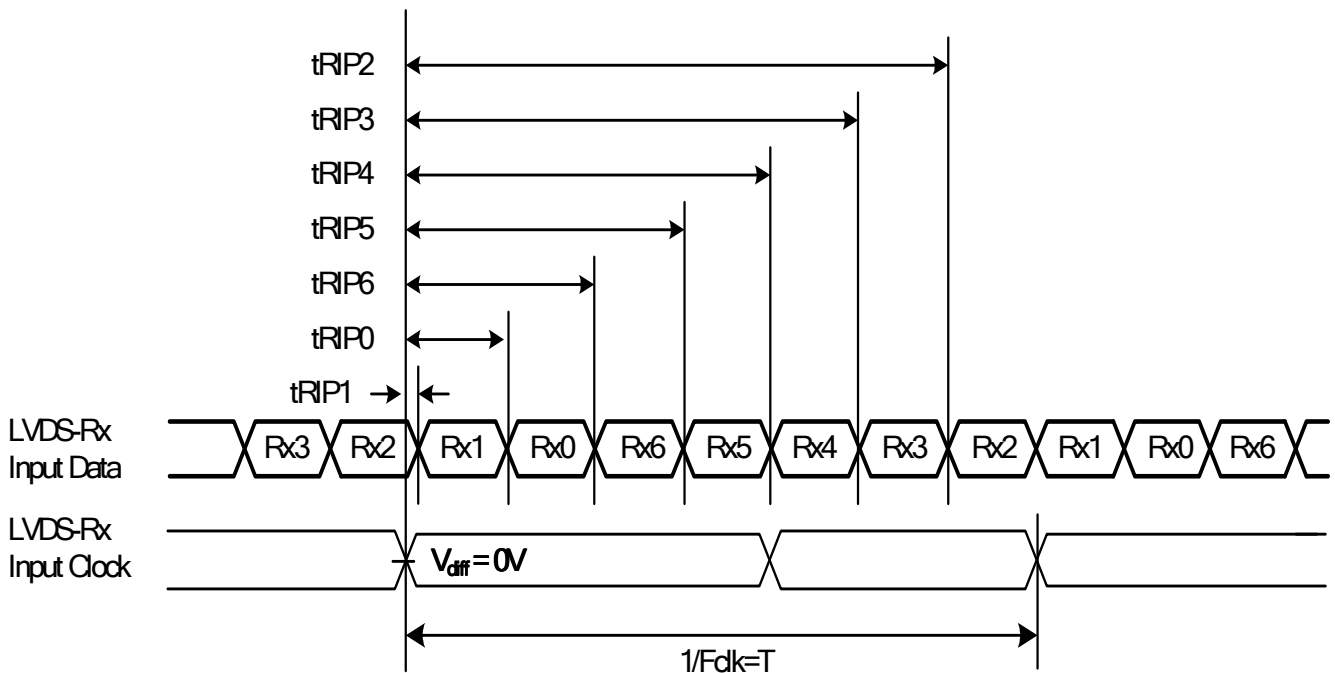 tRIP2
tRIP3
tRIP4
tRIP5
tRIP6
tRIP0
tRIP1
LVDS-Rx
Input Data
Rx3 Rx2 Rx1 Rx0 Rx6 Rx5 Rx4 Rx3 Rx2 Rx1 Rx0 Rx6
LVDS-Rx
Input Clock
Vdiff = 0V
1/Fclk=T